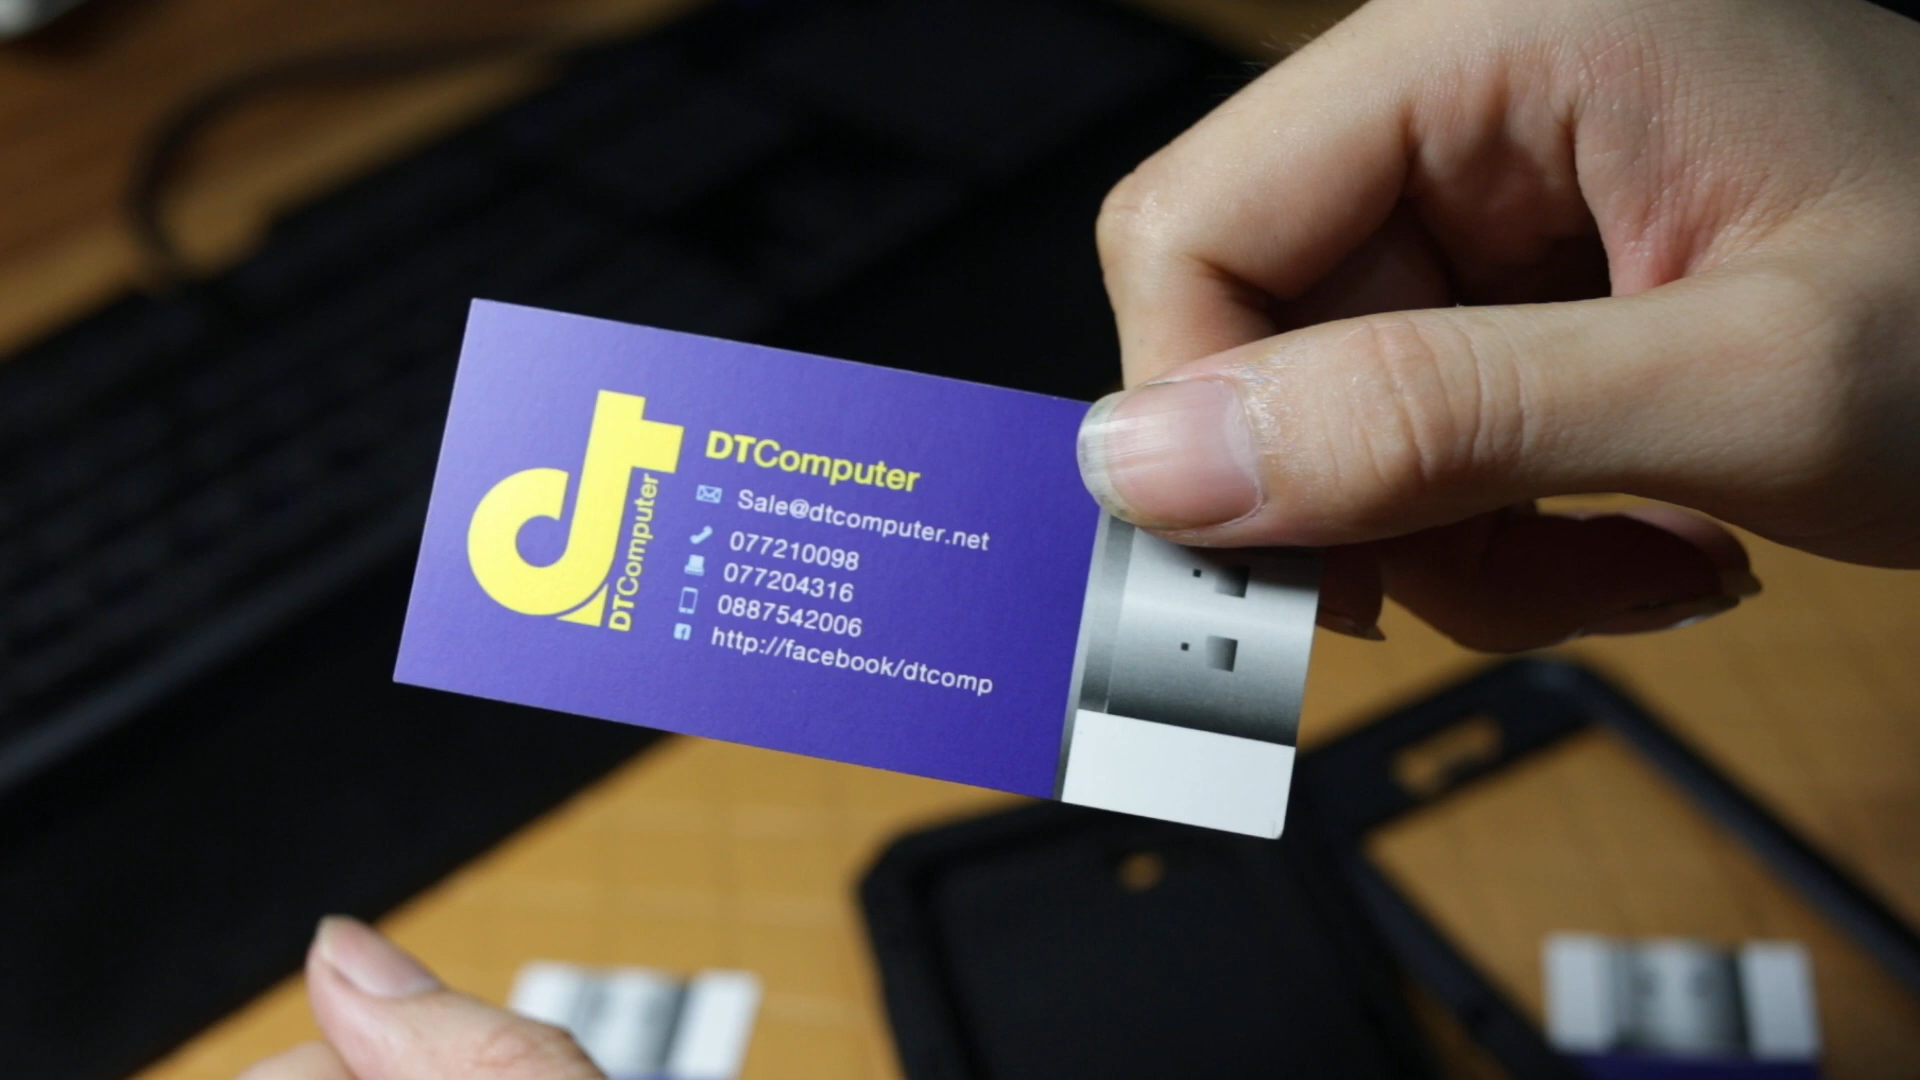 DTComputer
DTComputer
Sale@dtcomputer.net
077210098
077204316
0887542006
http://facebook/dtcomp